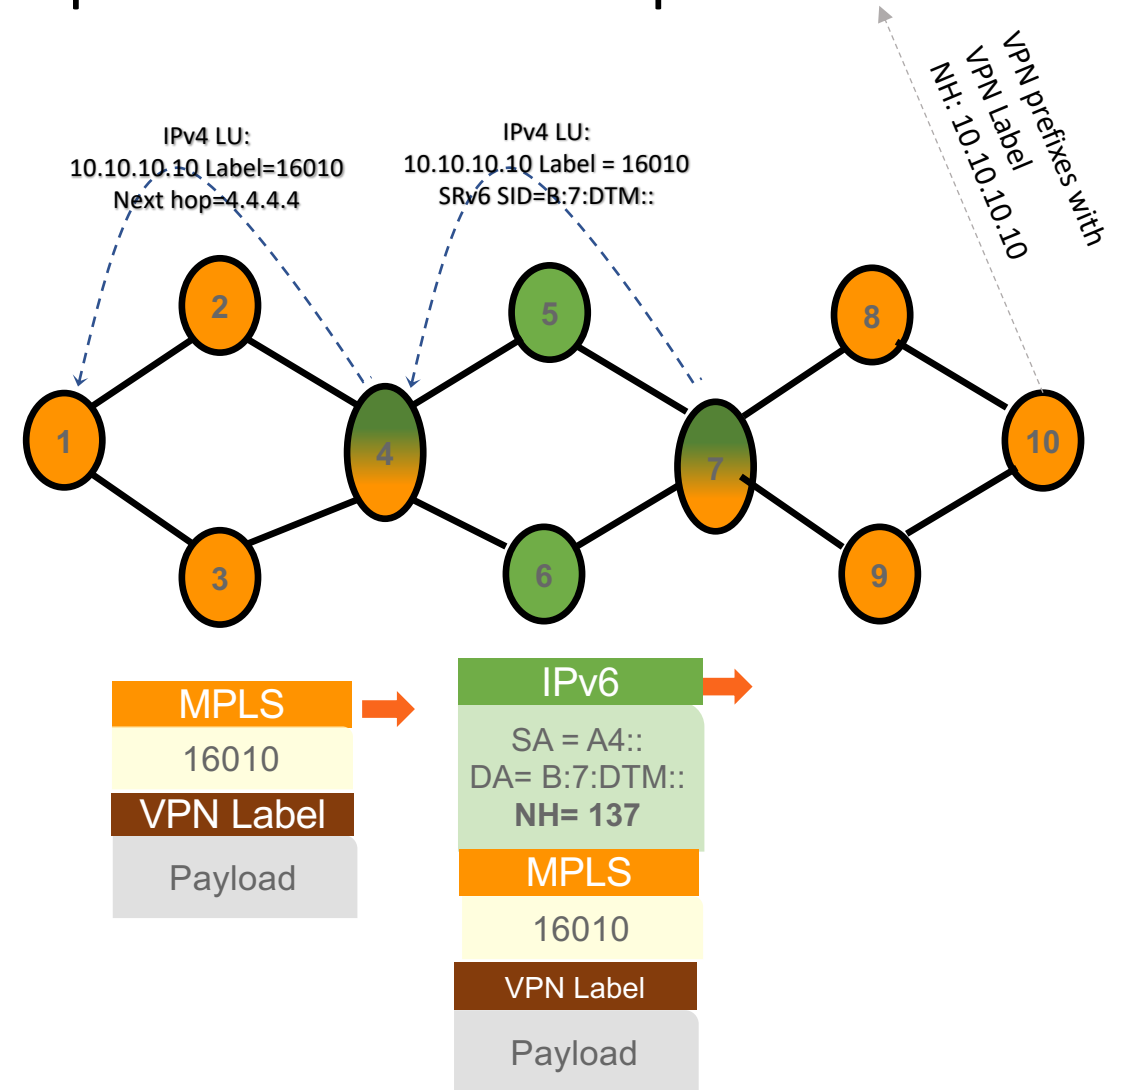 VPN prefixes with
VPN Label
NH: 10.10.10.10
IPv4 LU:
10.10.10.10 Label=16010
Next hop=4.4.4.4
IPv4 LU:
10.10.10.10 Label = 16010
SRv6 SID=B:7:DTM::
2
5
8
1
4
7
10
3
6
9
MPLS
16010
VPN Label
Payload
IPv6
SA = A4::
DA= B:7:DTM::
NH= 137
MPLS
16010
VPN Label
Payload